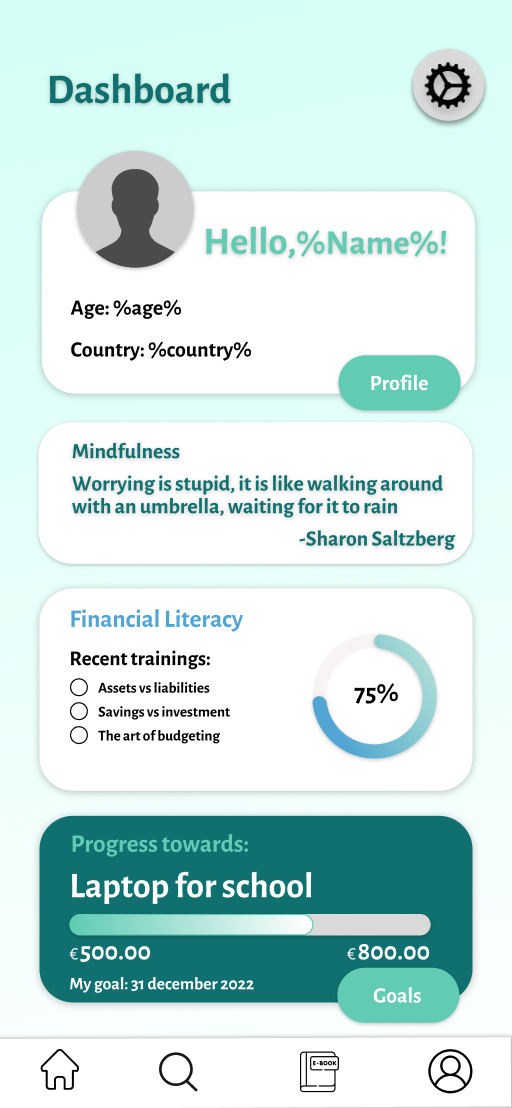 Dashboard
Hello,%Name%!
Age: %age%
Country: %country%
Profile
Mindfulness
Worrying is stupid, it is like walking around
with an umbrella, waiting for it to rain
-Sharon Saltzberg
Financial Literacy
Recent trainings:
Assets vs liabilities
Savings vs investment
The art of budgeting
75%
Progress towards:
Laptop for school
€500.00
€800.00
My goal: 31 december 2022
Goals
E-BOOK